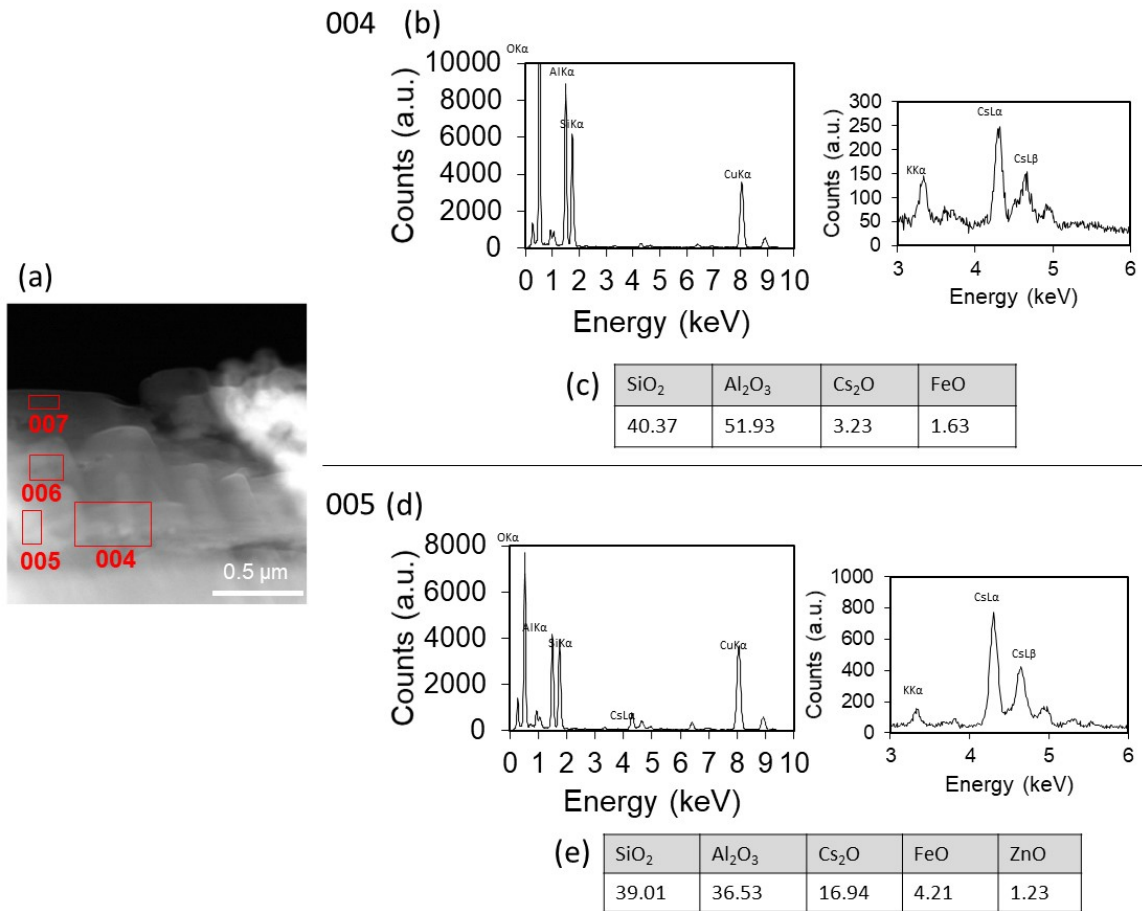 004 (b)
OKα
AlKα
SiKα
CuKα
10000
8000
6000
4000
2000
0
Counts (a.u.)
0 1 2 3 4 5 6 7 8 9 10
Energy (keV)
KKα
CsLα
CsLβ
300
250
200
150
100
50
0
Counts (a.u.)
3 4 5 6
Energy (keV)
(a)
007
006
005
004
0.5 µm
(c)
SiO₂ Al₂O₃ Cs₂O FeO
40.37 51.93 3.23 1.63
005 (d)
OKα
AlKα
SiKα
CsLα
CuKα
8000
6000
4000
2000
0
Counts (a.u.)
0 1 2 3 4 5 6 7 8 9 10
Energy (keV)
KKα
CsLα
CsLβ
1000
800
600
400
200
0
Counts (a.u.)
3 4 5 6
Energy (keV)
(e)
SiO₂ Al₂O₃ Cs₂O FeO ZnO
39.01 36.53 16.94 4.21 1.23